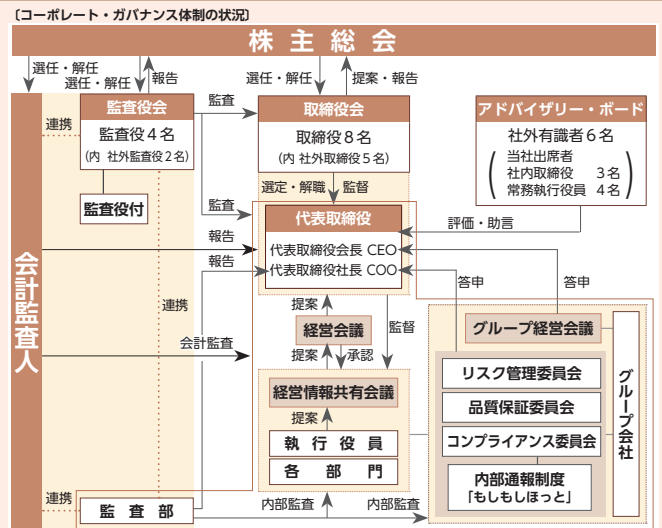 〔コーポレート・ガバナンス体制の状況〕
株主総会
選任・解任
選任・解任
報告
選任・解任
提案・報告
会計監査人
連携
監査役会
監査役4名
(内 社外監査役2名)
監査役付
監査
監査
取締役会
取締役8名
(内 社外取締役5名)
選定・解職
監督
アドバイザリー・ボード
社外有識者6名
当社出席者
社内取締役 3名
常務執行役員 4名
評価・助言
代表取締役
代表取締役会長 CEO
代表取締役社長 COO
報告
報告
連携
会計監査
答申
答申
提案
経営会議
監督
提案
承認
経営情報共有会議
提案
執行役員
各部門
グループ経営会議
リスク管理委員会
品質保証委員会
コンプライアンス委員会
内部通報制度
「もしもしほっと」
グループ会社
連携
監査部
内部監査
内部監査